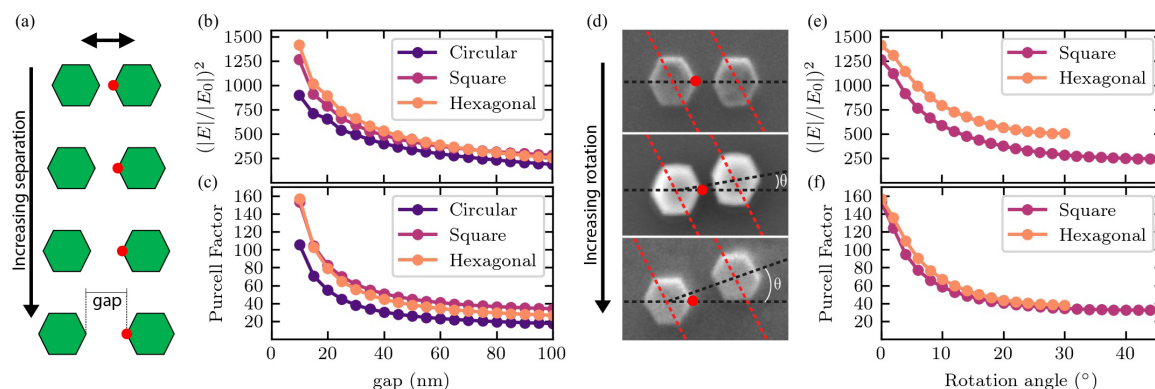 (a)
Increasing separation
gap
(b)
(|E|/|E₀|)²
1500
1250
1000
750
500
250
Circular
Square
Hexagonal
(c)
Purcell Factor
160
140
120
100
80
60
40
20
Circular
Square
Hexagonal
0 20 40 60 80 100
gap (nm)
(d)
Increasing rotation
θ
θ
(e)
(|E|/|E₀|)²
1500
1250
1000
750
500
250
Square
Hexagonal
(f)
Purcell Factor
160
140
120
100
80
60
40
20
Square
Hexagonal
0 10 20 30 40
Rotation angle (°)